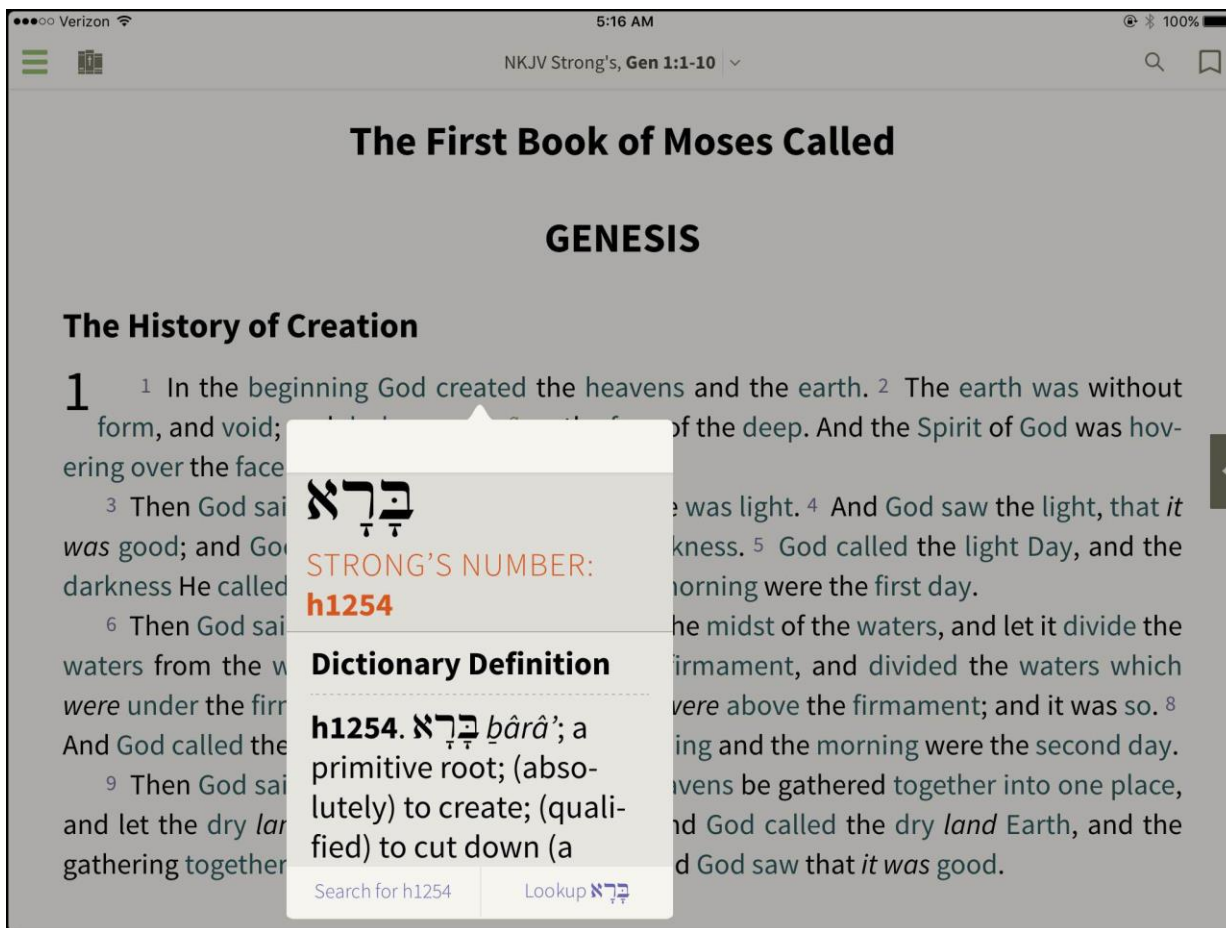 Verizon 5:16 AM 100%
NKJV Strong's, Gen 1:1-10
The First Book of Moses Called
GENESIS
The History of Creation
1 1 In the beginning God created the heavens and the earth. 2 The earth was without
form, and void; of the deep. And the Spirit of God was hov-
ering over the face
3 Then God sai was light. 4 And God saw the light, that it
was good; and Go kness. 5 God called the light Day, and the
darkness He called orning were the first day.
6 Then God sai he midst of the waters, and let it divide the
waters from the w irmament, and divided the waters which
were under the firm ere above the firmament; and it was so. 8
And God called the ing and the morning were the second day.
9 Then God sai avens be gathered together into one place,
and let the dry lan d God called the dry land Earth, and the
gathering together d God saw that it was good.
בָּרָא
STRONG'S NUMBER:
h1254
Dictionary Definition
h1254. בָּרָא ḇârâ’; a
primitive root; (abso-
lutely) to create; (quali-
fied) to cut down (a
Search for h1254 Lookup בָּרָא